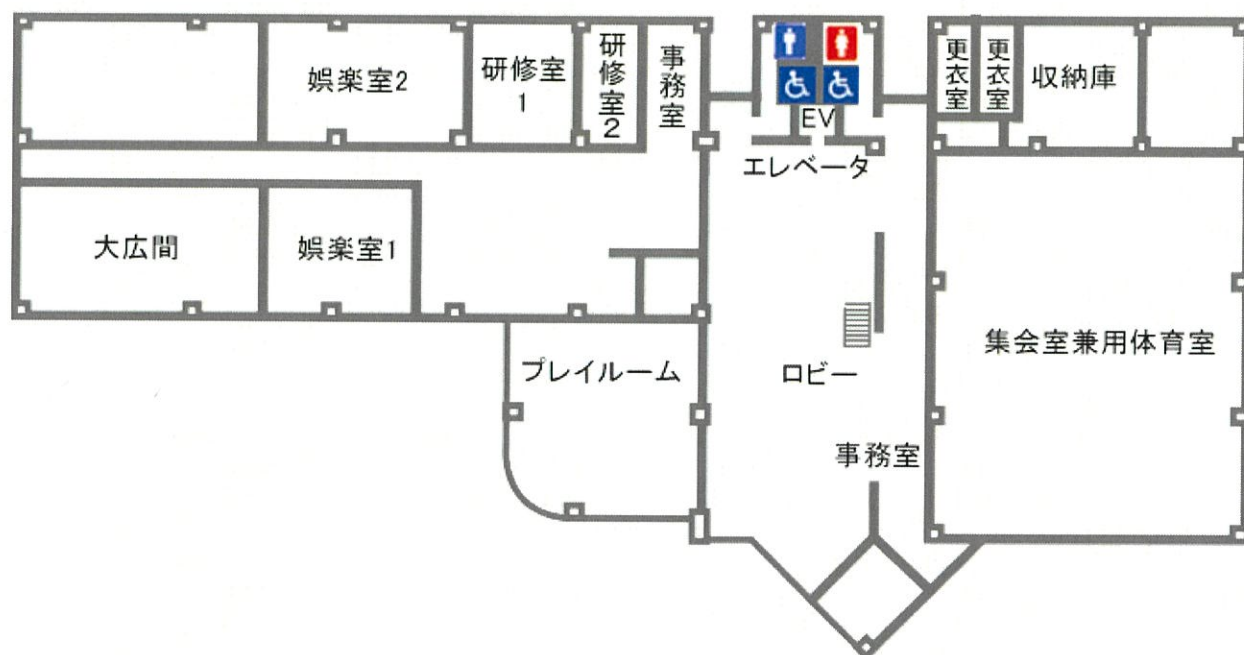 娯楽室2
研修室
1
研修室2
事務室
EV
エレベータ
更衣室
更衣室
収納庫
大広間
娯楽室1
プレイルーム
ロビー
事務室
集会室兼用体育室